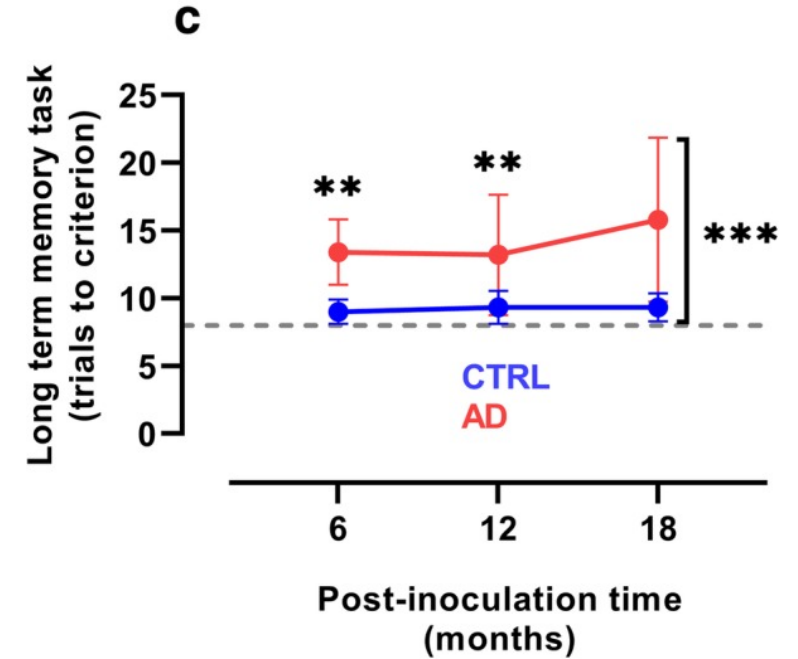 c
Long term memory task
(trials to criterion)
25
20
15
10
5
0
**
**
***
CTRL
AD
6 12 18
Post-inoculation time
(months)